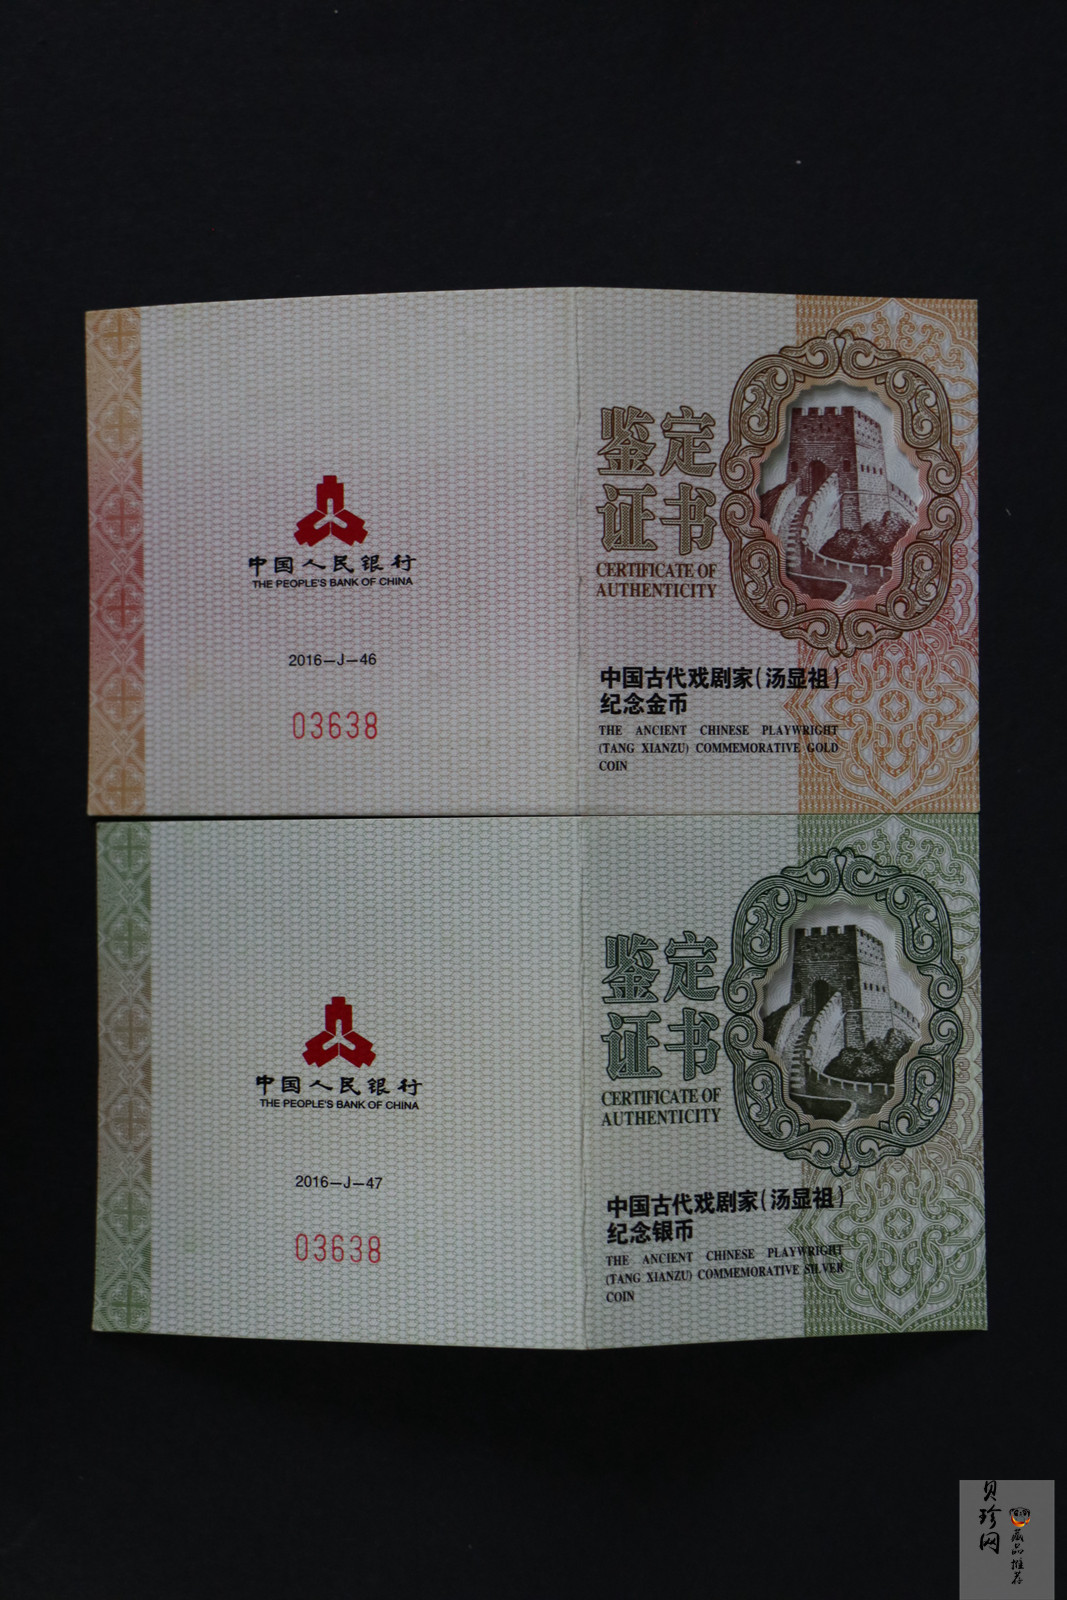 中国人民银行
THE PEOPLE'S BANK OF CHINA
2016—J—46
03638
鉴定
证书
CERTIFICATE OF
AUTHENTICITY
中国古代戏剧家(汤显祖)
纪念金币
THE ANCIENT CHINESE PLAYWRIGHT
(TANG XIANZU) COMMEMORATIVE GOLD
COIN
中国人民银行
THE PEOPLE'S BANK OF CHINA
2016—J—47
03638
鉴定
证书
CERTIFICATE OF
AUTHENTICITY
中国古代戏剧家(汤显祖)
纪念银币
THE ANCIENT CHINESE PLAYWRIGHT
(TANG XIANZU) COMMEMORATIVE SILVER
COIN
贝珍网
藏品推荐